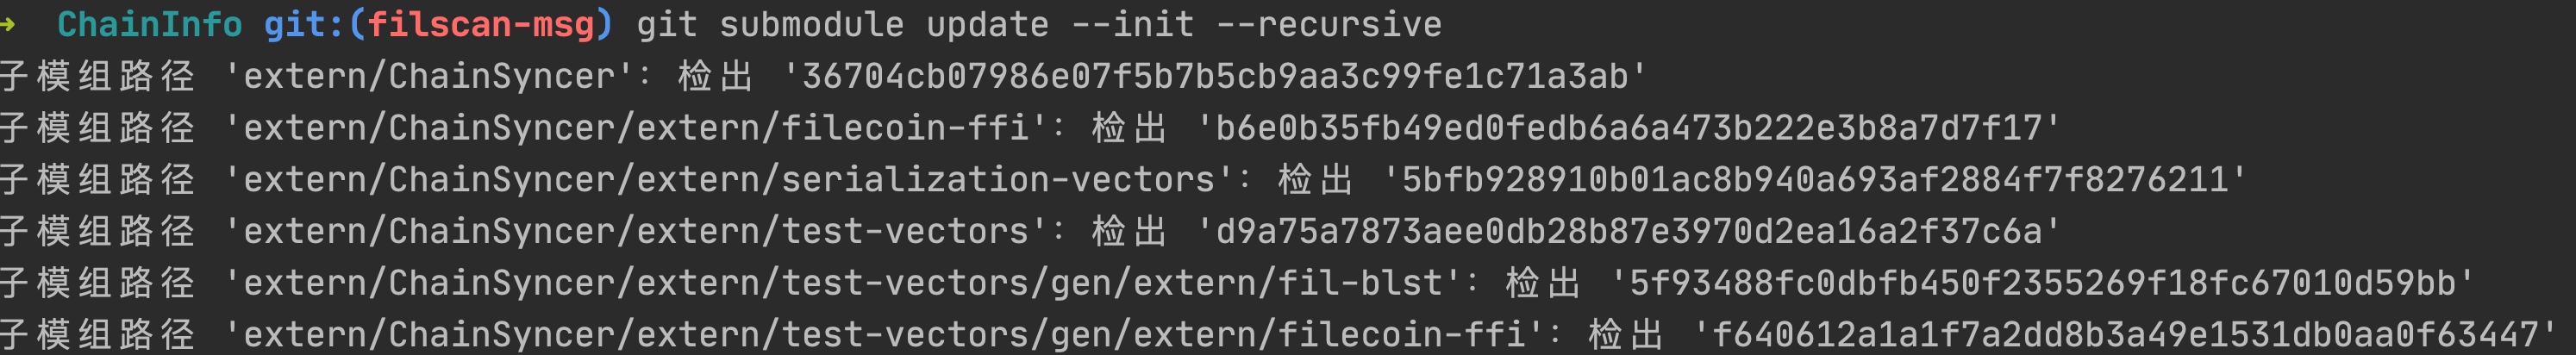 → ChainInfo git:(filscan-msg) git submodule update --init --recursive
子模组路径 'extern/ChainSyncer'：检出 '36704cb07986e07f5b7b5cb9aa3c99fe1c71a3ab'
子模组路径 'extern/ChainSyncer/extern/filecoin-ffi'：检出 'b6e0b35fb49ed0fedb6a6a473b222e3b8a7d7f17'
子模组路径 'extern/ChainSyncer/extern/serialization-vectors'：检出 '5bfb928910b01ac8b940a693af2884f7f8276211'
子模组路径 'extern/ChainSyncer/extern/test-vectors'：检出 'd9a75a7873aee0db28b87e3970d2ea16a2f37c6a'
子模组路径 'extern/ChainSyncer/extern/test-vectors/gen/extern/fil-blst'：检出 '5f93488fc0dbfb450f2355269f18fc67010d59bb'
子模组路径 'extern/ChainSyncer/extern/test-vectors/gen/extern/filecoin-ffi'：检出 'f640612a1a1f7a2dd8b3a49e1531db0aa0f63447'